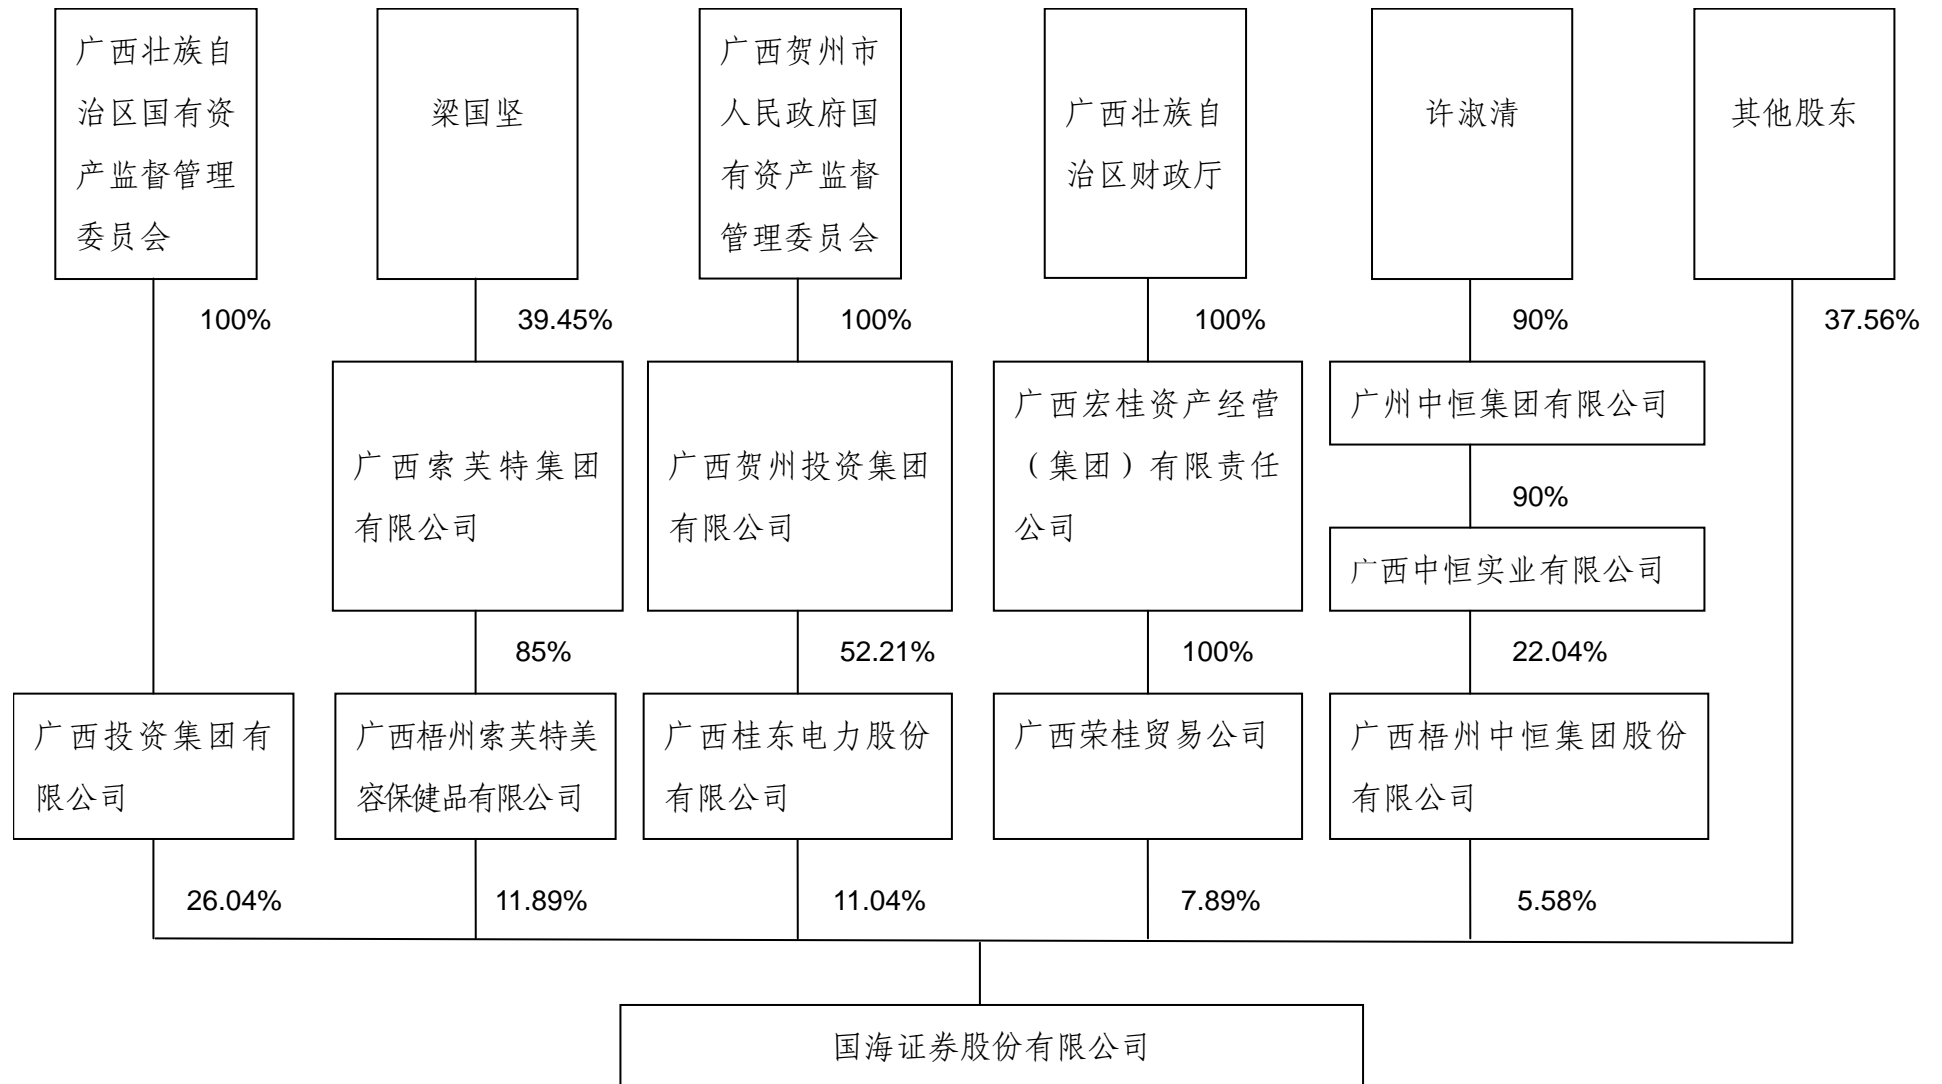 广西壮族自
治区国有资
产监督管理
委员会
梁国坚
广西贺州市
人民政府国
有资产监督
管理委员会
广西壮族自
治区财政厅
许淑清
其他股东
100%
39.45%
100%
100%
90%
37.56%
广西索芙特集团
有限公司
广西贺州投资集团
有限公司
广西宏桂资产经营
（集团）有限责任
公司
广州中恒集团有限公司
90%
广西中恒实业有限公司
85%
52.21%
100%
22.04%
广西投资集团有
限公司
广西梧州索芙特美
容保健品有限公司
广西桂东电力股份
有限公司
广西荣桂贸易公司
广西梧州中恒集团股份
有限公司
26.04%
11.89%
11.04%
7.89%
5.58%
国海证券股份有限公司